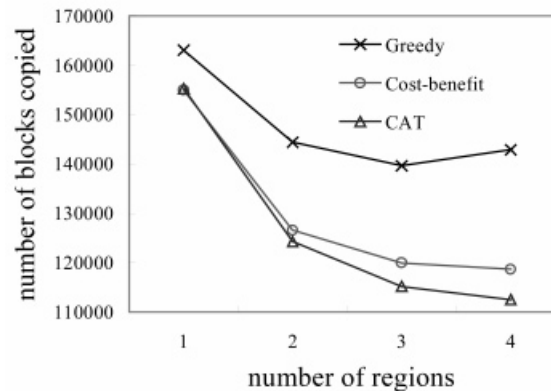 170000
160000
150000
140000
130000
120000
110000
number of blocks copied
Greedy
Cost-benefit
CAT
1 2 3 4
number of regions